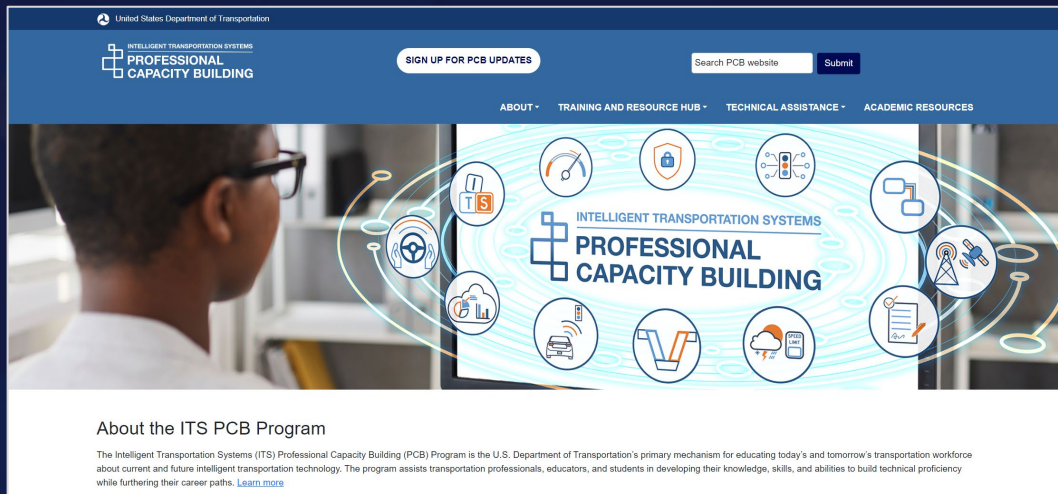 United States Department of Transportation
INTELLIGENT TRANSPORTATION SYSTEMS
PROFESSIONAL
CAPACITY BUILDING
SIGN UP FOR PCB UPDATES
Search PCB website
Submit
ABOUT
TRAINING AND RESOURCE HUB
TECHNICAL ASSISTANCE
ACADEMIC RESOURCES
I
T S
INTELLIGENT TRANSPORTATION SYSTEMS
PROFESSIONAL
CAPACITY BUILDING
SPEED
LIMIT
About the ITS PCB Program
The Intelligent Transportation Systems (ITS) Professional Capacity Building (PCB) Program is the U.S. Department of Transportation's primary mechanism for educating today's and tomorrow's transportation workforce
about current and future intelligent transportation technology. The program assists transportation professionals, educators, and students in developing their knowledge, skills, and abilities to build technical proficiency
while furthering their career paths. Learn more